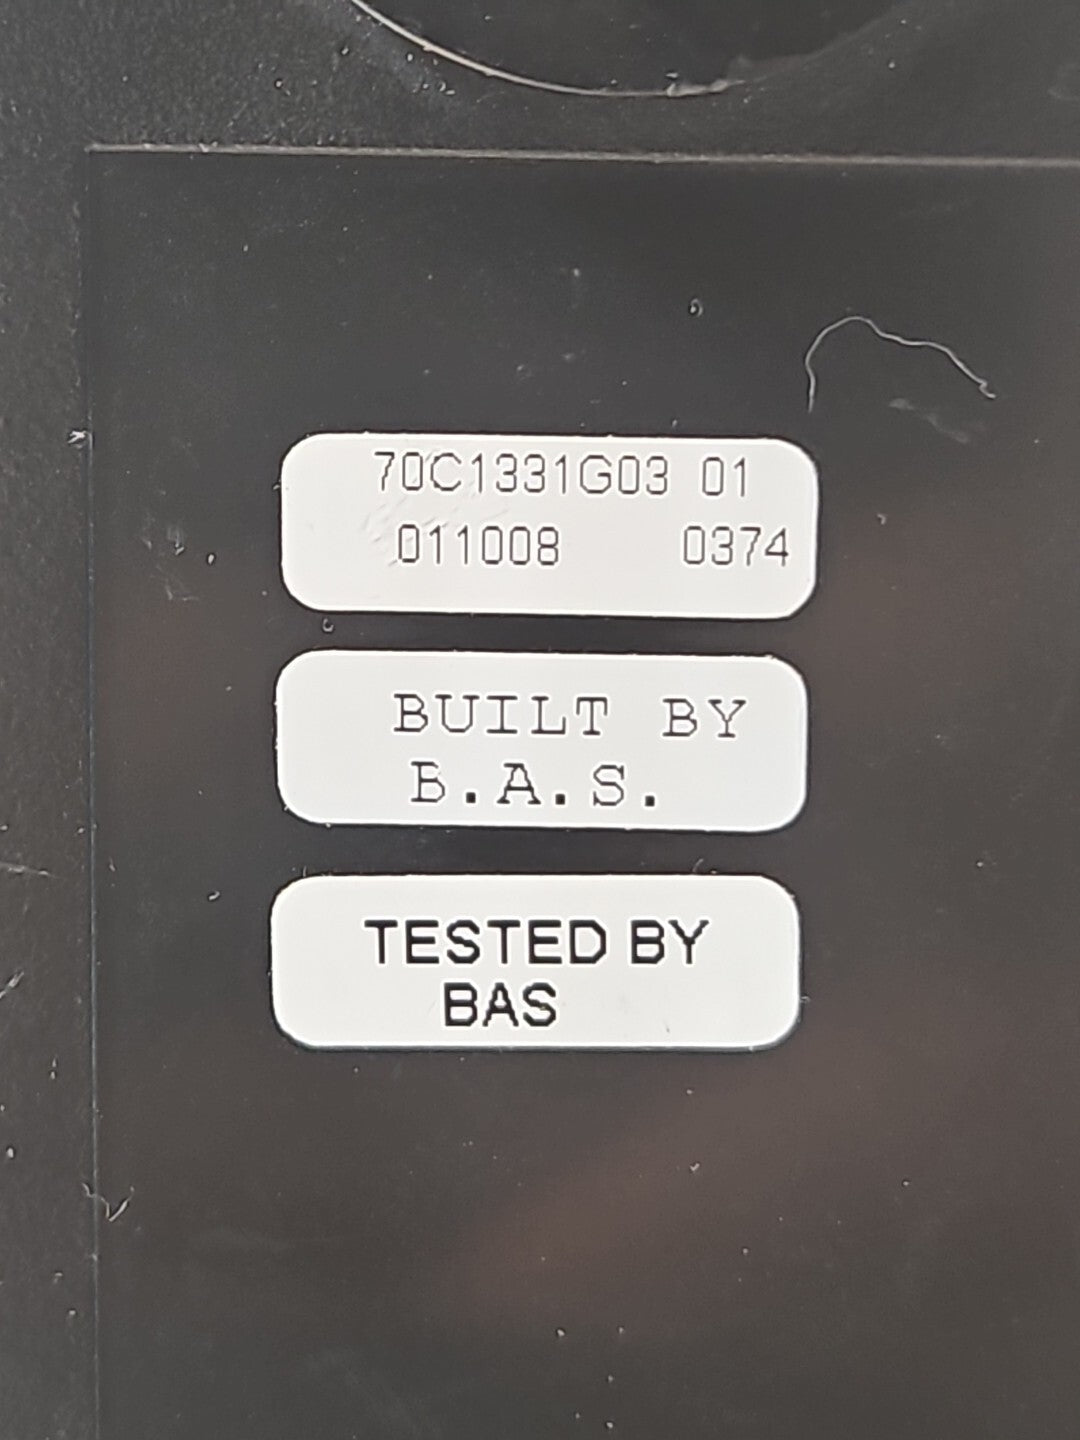 70C1331G03 01
011008 0374
BUILT BY
B.A.S.
TESTED BY
BAS